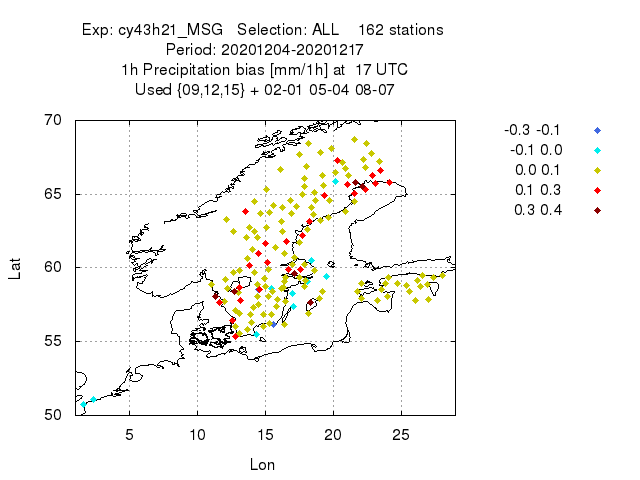 Exp: cy43h21_MSG Selection: ALL 162 stations
Period: 20201204-20201217
1h Precipitation bias [mm/1h] at 17 UTC
Used {09,12,15} + 02-01 05-04 08-07
70
65
60
55
50
Lat
5 10 15 20 25
Lon
-0.3 -0.1
-0.1 0.0
0.0 0.1
0.1 0.3
0.3 0.4